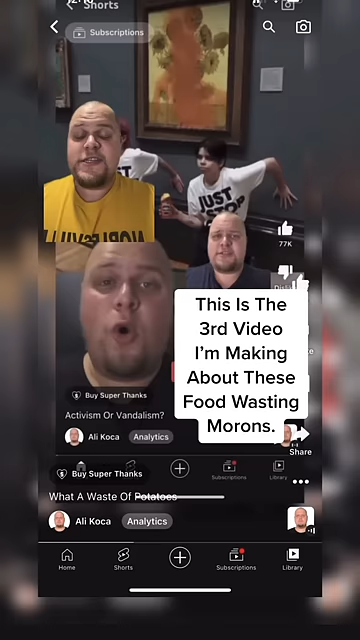 Shorts
Subscriptions
JUST
JUST
STOP
77K
This Is The
3rd Video
I'm Making
About These
Food Wasting
Morons.
Buy Super Thanks
Activism Or Vandalism?
Ali Koca Analytics
Share
Subscriptions Library
Buy Super Thanks
What A Waste Of Potatoes
Ali Koca Analytics
Home Shorts Subscriptions Library